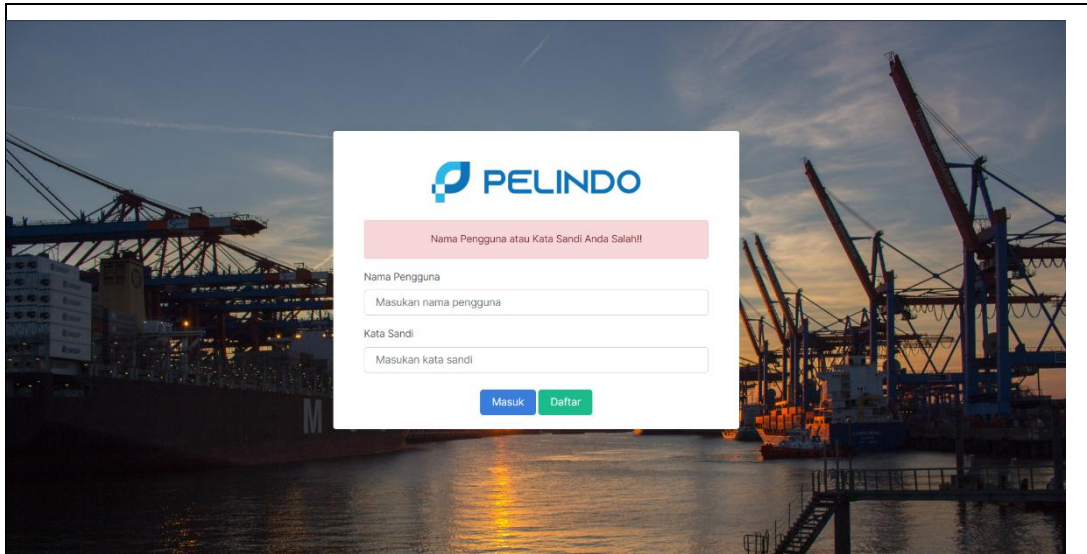 PELINDO
Nama Pengguna atau Kata Sandi Anda Salah!!
Nama Pengguna
Masukan nama pengguna
Kata Sandi
Masukan kata sandi
Masuk Daftar
M